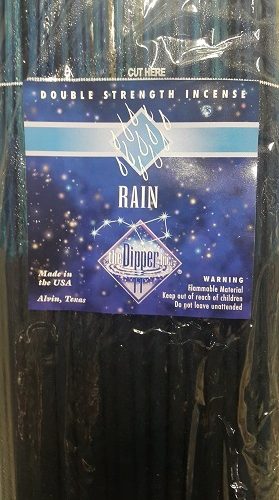 CUT HERE
DOUBLE STRENGTH INCENSE
RAIN
The Dipper
Made in
the USA
Alvin, Texas
WARNING
Flammable Material
Keep out of reach of children
Do not leave unattended